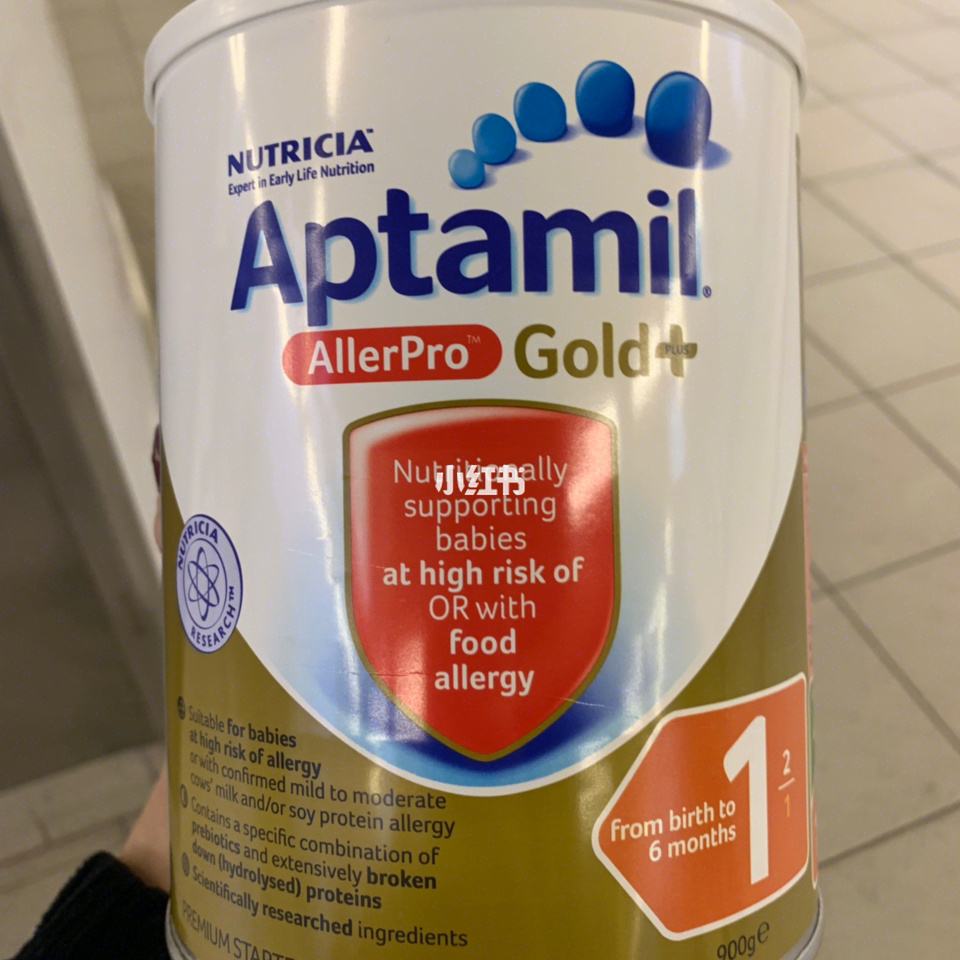 NUTRICIA™
Expert in Early Life Nutrition
Aptamil®
AllerPro™ Gold+
PLUS
Nutritionally
小红书
supporting
babies
at high risk of
OR with
food
allergy
NUTRICIA
RESEARCH™
Suitable for babies
at high risk of allergy
or with confirmed mild to moderate
cows' milk and/or soy protein allergy
Contains a specific combination of
prebiotics and extensively broken
down (hydrolysed) proteins
Scientifically researched ingredients
PREMIUM
From birth to
6 months
1
2
1
900g e